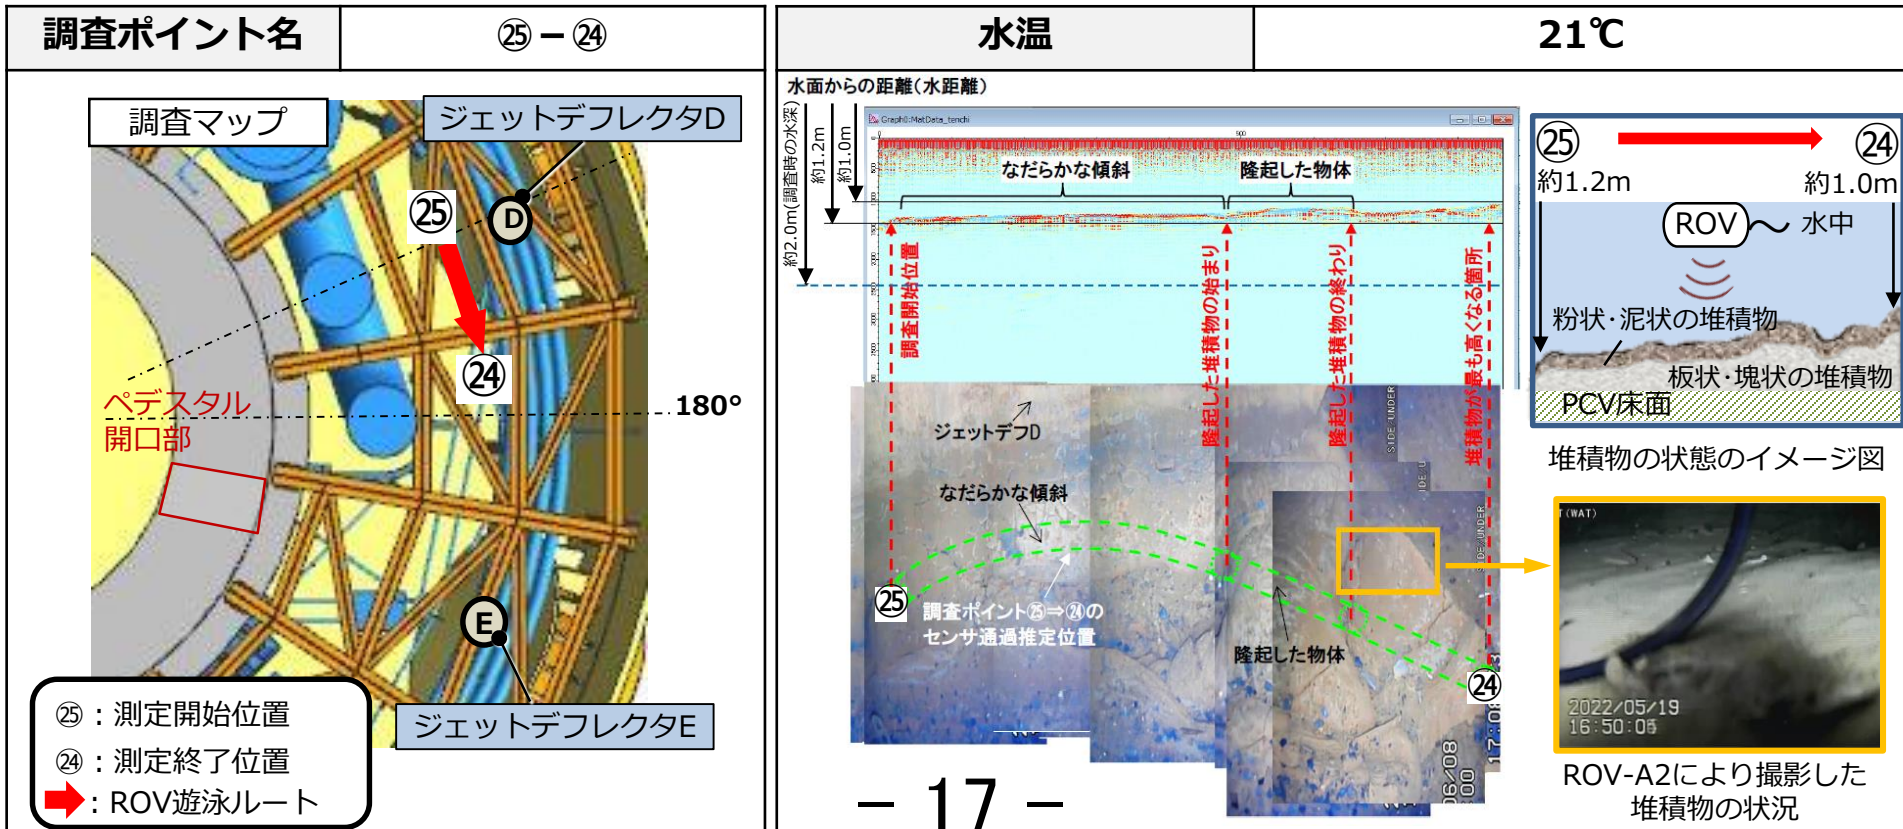 調査ポイント名
㉕－㉔
調査マップ
ジェットデフレクタD
㉕
D
㉔
180°
ペデスタル
開口部
E
ジェットデフレクタE
㉕：測定開始位置
㉔：測定終了位置
：ROV遊泳ルート
水温
21℃
水面からの距離(水距離)
約2.0m(調査時の水深)
約1.2m
約1.0m
Graph0:MatData_tenchi
なだらかな傾斜
隆起した物体
調査開始位置
隆起した堆積物の始まり
隆起した堆積物の終わり
堆積物が最も高くなる箇所
ジェットデフD
なだらかな傾斜
㉕
調査ポイント㉕⇒㉔の
センサ通過推定位置
隆起した物体
㉔
SIDE/UNDER
SIDE/UNDER
06/08
17:08
㉕
㉔
約1.2m
約1.0m
ROV
水中
粉状･泥状の堆積物
板状･塊状の堆積物
PCV床面
堆積物の状態のイメージ図
T(WAT)
2022/05/19
16:50:06
ROV-A2により撮影した
堆積物の状況
－ 17 －